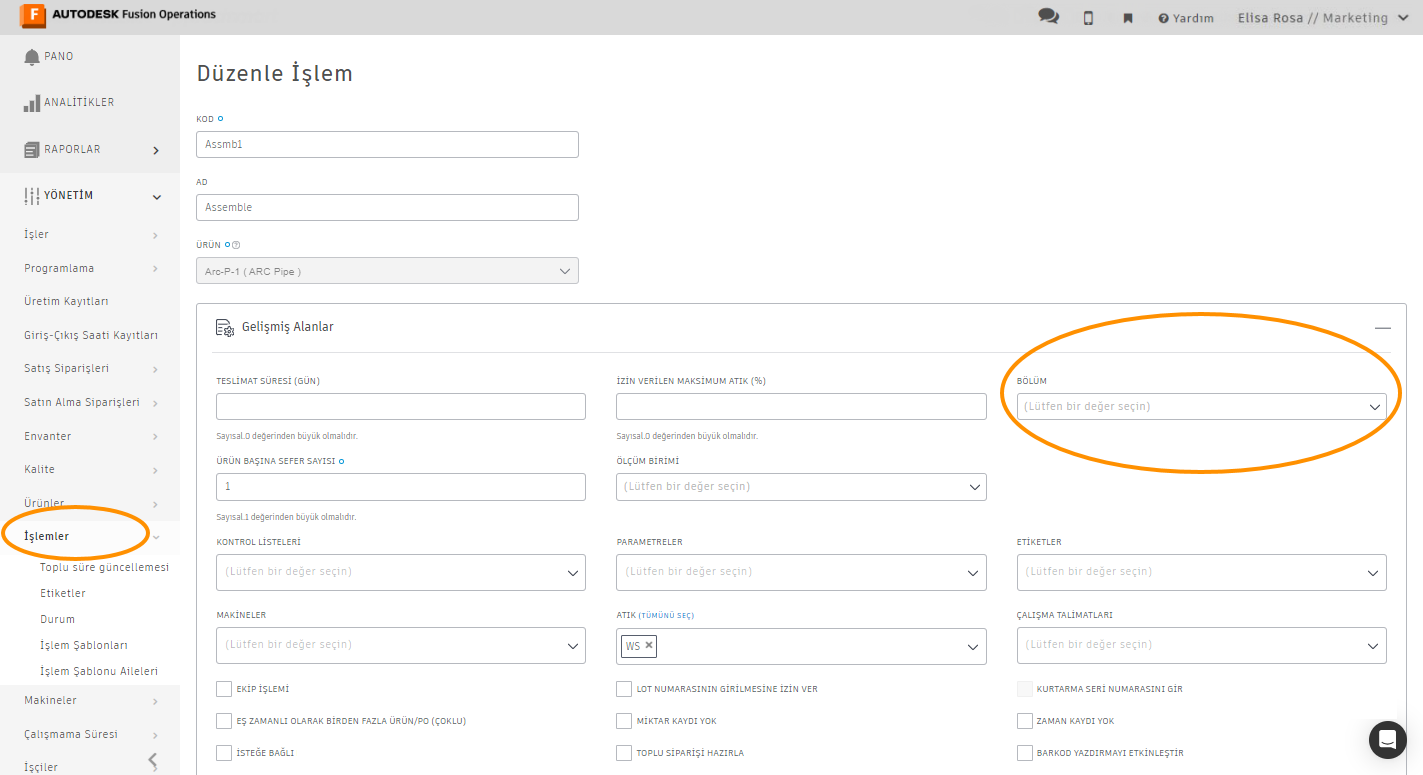 F AUTODESK Fusion Operations
Yardım
Elisa Rosa // Marketing
PANO
ANALİTİKLER
RAPORLAR
YÖNETİM
İşler
Programlama
Üretim Kayıtları
Giriş-Çıkış Saati Kayıtları
Satış Siparişleri
Satın Alma Siparişleri
Envanter
Kalite
Ürünler
İşlemler
Toplu süre güncellemesi
Etiketler
Durum
İşlem Şablonları
İşlem Şablonu Aileleri
Makineler
Çalışmama Süresi
İşçiler
Düzenle İşlem
KOD
Assmb1
AD
Assemble
ÜRÜN
Arc-P-1 ( ARC Pipe )
Gelişmiş Alanlar
TESLİMAT SÜRESİ (GÜN)
Sayısal.0 değerinden büyük olmalıdır.
İZİN VERİLEN MAKSİMUM ATIK (%)
Sayısal.0 değerinden büyük olmalıdır.
BÖLÜM
(Lütfen bir değer seçin)
ÜRÜN BAŞINA SEFER SAYISI
1
Sayısal.1 değerinden büyük olmalıdır.
ÖLÇÜM BİRİMİ
(Lütfen bir değer seçin)
KONTROL LİSTELERİ
(Lütfen bir değer seçin)
PARAMETRELER
(Lütfen bir değer seçin)
ETİKETLER
(Lütfen bir değer seçin)
MAKİNELER
(Lütfen bir değer seçin)
ATIK (TÜMÜNÜ SEÇ)
WS ×
ÇALIŞMA TALİMATLARI
(Lütfen bir değer seçin)
EKİP İŞLEMİ
LOT NUMARASININ GİRİLMESİNE İZİN VER
KURTARMA SERİ NUMARASINI GİR
EŞ ZAMANLI OLARAK BİRDEN FAZLA ÜRÜN/PO (ÇOKLU)
MİKTAR KAYDI YOK
ZAMAN KAYDI YOK
İSTEĞE BAĞLI
TOPLU SİPARİŞİ HAZIRLA
BARKOD YAZDIRMAYI ETKİNLEŞTİR